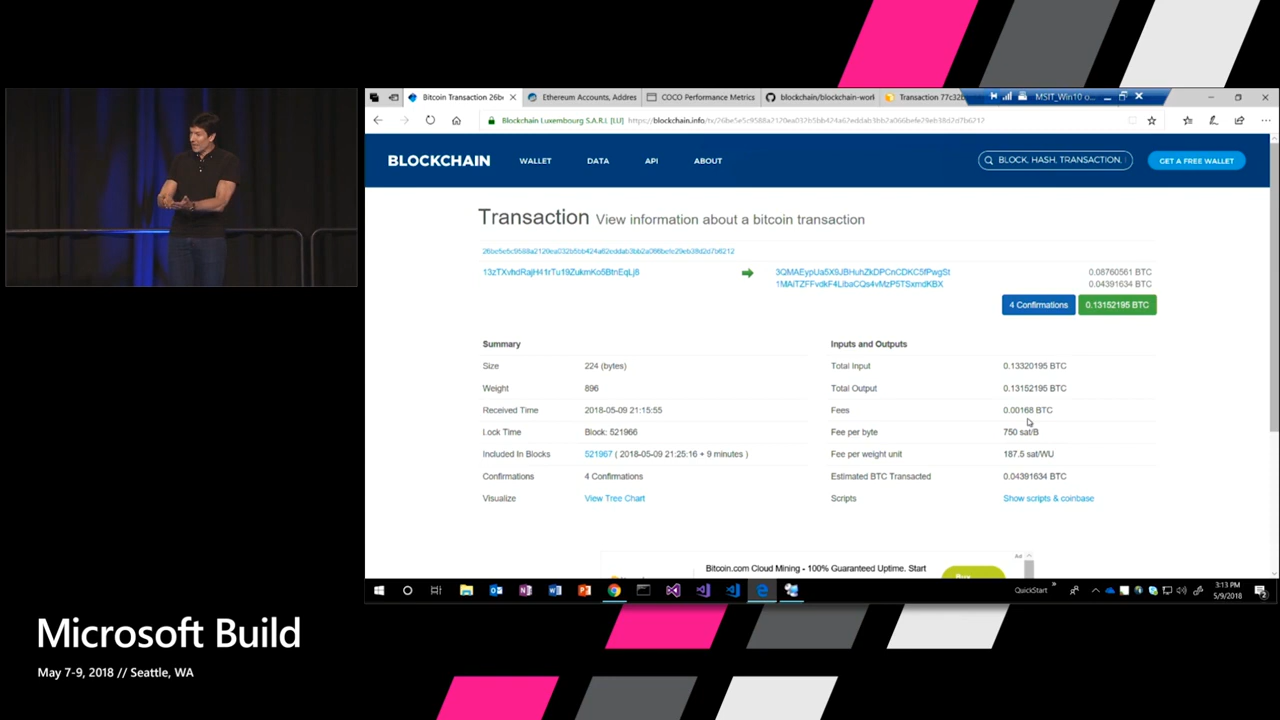 Bitcoin Transaction 26b
Ethereum Accounts, Addres
COCO Performance Metrics
blockchain/blockchain-work
Transaction 77c32b
MSIT_Win10 o...
Blockchain Luxembourg S.A.R.L [LU]
BLOCKCHAIN
WALLET
DATA
API
ABOUT
BLOCK, HASH, TRANSACTION,
GET A FREE WALLET
Transaction View information about a bitcoin transaction
0.08760561 BTC
0.04391634 BTC
4 Confirmations
0.13152195 BTC
Summary
Size 224 (bytes)
Weight 896
Received Time 2018-05-09 21:15:55
Lock Time Block: 521966
Included In Blocks 521967 ( 2018-05-09 21:25:16 + 9 minutes )
Confirmations 4 Confirmations
Visualize View Tree Chart
Inputs and Outputs
Total Input 0.13320195 BTC
Total Output 0.13152195 BTC
Fees 0.00168 BTC
Fee per byte 750 sat/B
Fee per weight unit 187.5 sat/WU
Estimated BTC Transacted 0.04391634 BTC
Scripts Show scripts & coinbase
Ad
Bitcoin.com Cloud Mining - 100% Guaranteed Uptime. Start
QuickStart
3:13 PM
5/9/2018
Microsoft Build
May 7-9, 2018 // Seattle, WA